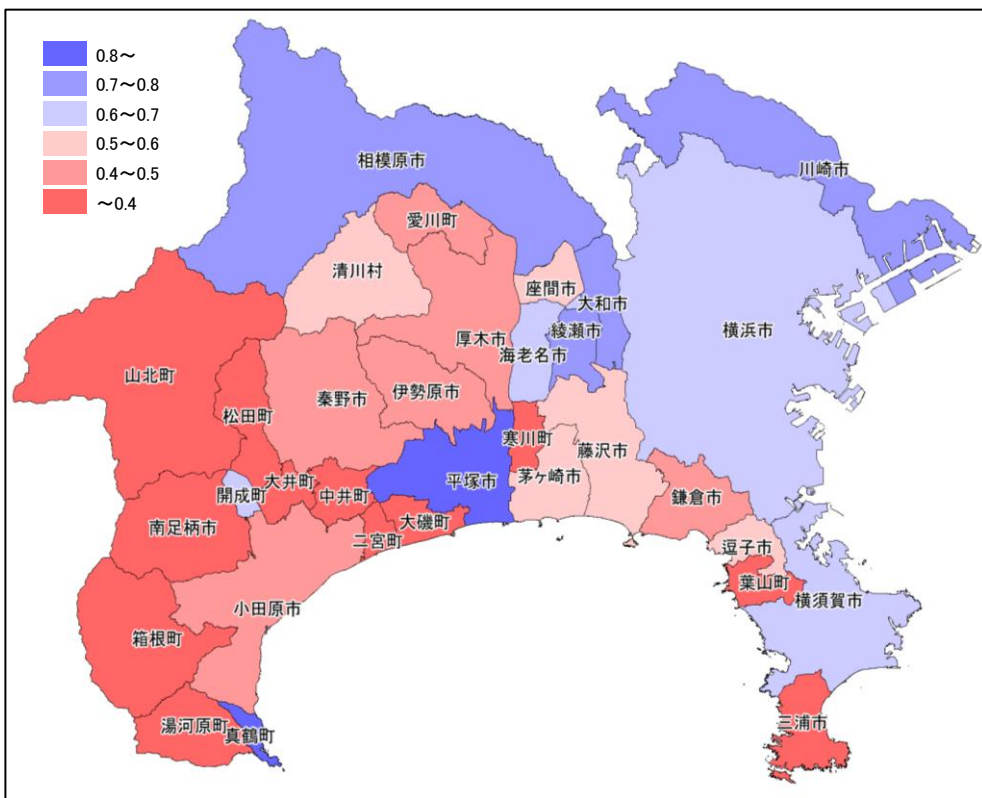 0.8～
0.7～0.8
0.6～0.7
0.5～0.6
0.4～0.5
～0.4
相模原市
川崎市
愛川町
清川村
座間市
大和市
厚木市
綾瀬市
横浜市
海老名市
山北町
秦野市
伊勢原市
松田町
寒川町
藤沢市
開成町
大井町
中井町
平塚市
茅ヶ崎市
鎌倉市
南足柄市
大磯町
二宮町
逗子市
葉山町
横須賀市
小田原市
箱根町
湯河原町
真鶴町
三浦市